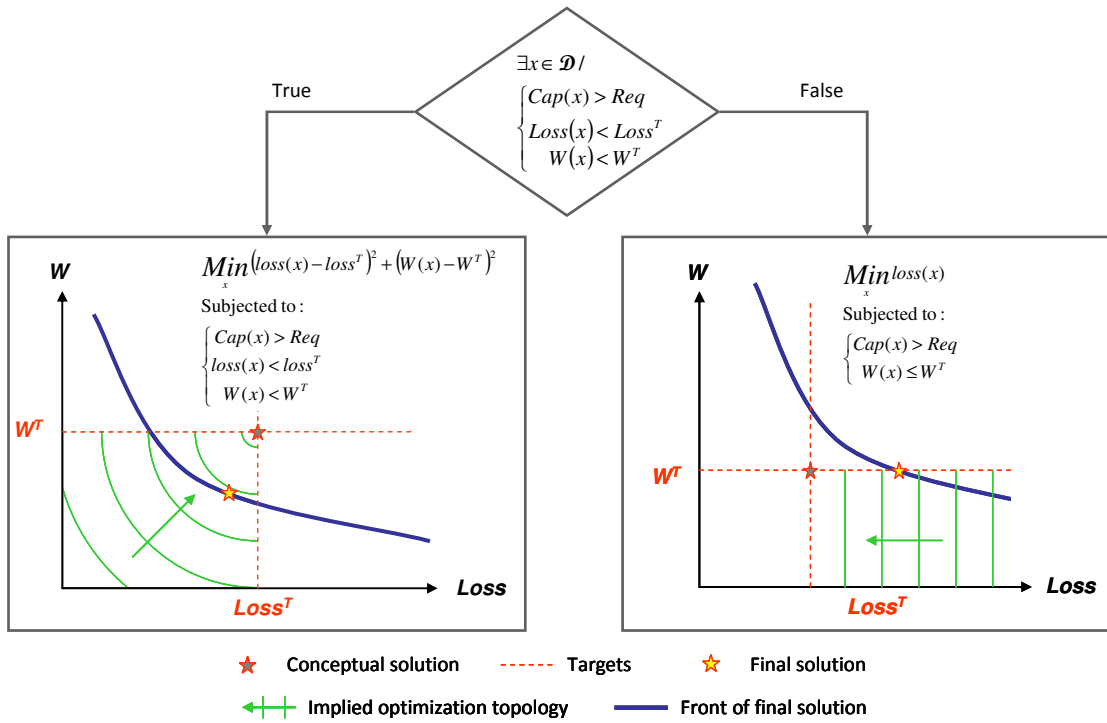 ∃x ∈ 𝒟 /
Cap(x) > Req
Loss(x) < Loss^T
W(x) < W^T
True
False
Min_x (loss(x) − loss^T)^2 + (W(x) − W^T)^2
Subjected to :
Cap(x) > Req
loss(x) < loss^T
W(x) < W^T
W
W^T
Loss^T
Loss
Min_x loss(x)
Subjected to :
Cap(x) > Req
W(x) ≤ W^T
W
W^T
Loss^T
Loss
Conceptual solution
Targets
Final solution
Implied optimization topology
Front of final solution